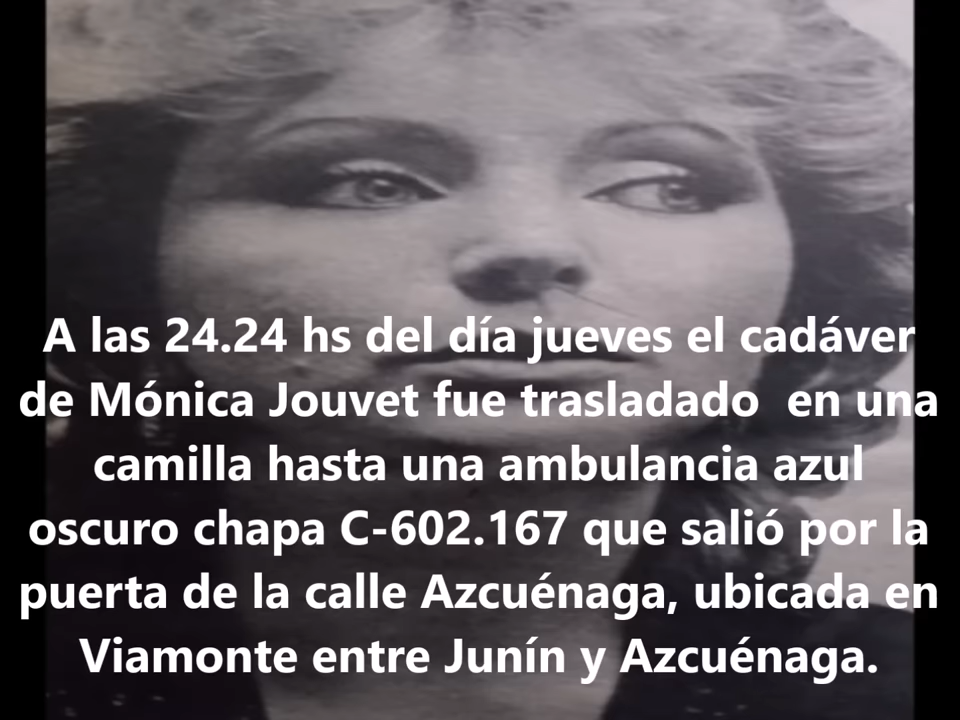 A las 24.24 hs del día jueves el cadáver
de Mónica Jouvet fue trasladado  en una
camilla hasta una ambulancia azul
oscuro chapa C-602.167 que salió por la
puerta de la calle Azcuénaga, ubicada en
Viamonte entre Junín y Azcuénaga.